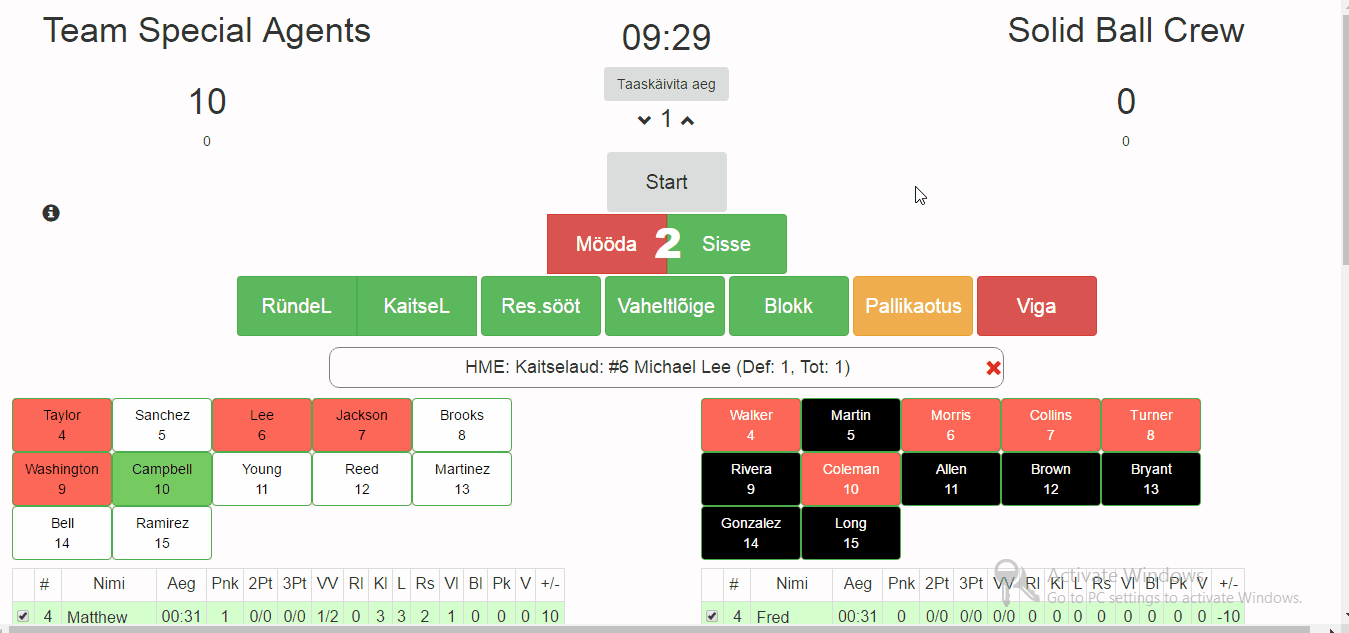 Team Special Agents
09:29
Solid Ball Crew
10
Taaskäivita aeg
0
0
1
0
Start
Mööda 2 Sisse
RündeL KaitseL Res.sööt Vaheltlõige Blokk Pallikaotus Viga
HME: Kaitselaud: #6 Michael Lee (Def: 1, Tot: 1)
Taylor Sanchez Lee Jackson Brooks
4 5 6 7 8
Washington Campbell Young Reed Martinez
9 10 11 12 13
Bell Ramirez
14 15
Walker Martin Morris Collins Turner
4 5 6 7 8
Rivera Coleman Allen Brown Bryant
9 10 11 12 13
Gonzalez Long
14 15
# Nimi Aeg Pnk 2Pt 3Pt VV Rl Kl L Rs Vl Bl Pk V +/-
4 Matthew 00:31 1 0/0 0/0 1/2 0 3 3 2 1 0 0 0 10
# Nimi Aeg Pnk 2Pt 3Pt VV Rl Kl L Rs Vl Bl Pk V +/-
4 Fred 00:31 0 0/0 0/0 0/0 0 0 0 0 0 0 0 0 -10
Activate Windows
Go to PC settings to activate Windows.